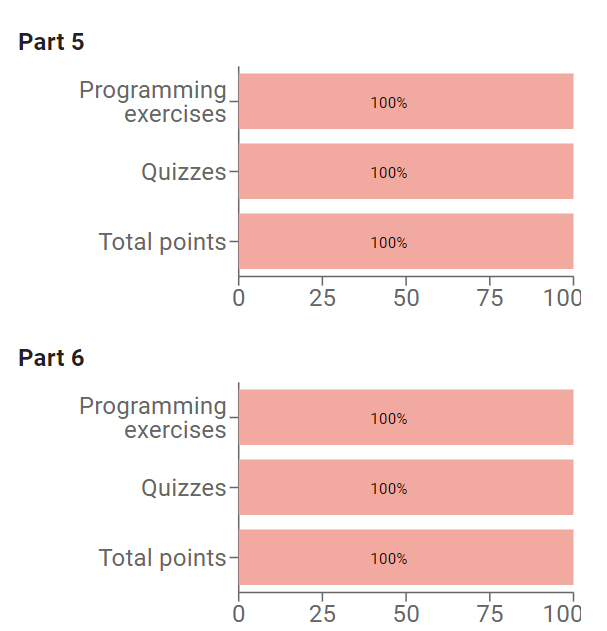 Part 5
Programming
exercises
100%
Quizzes
100%
Total points
100%
0 25 50 75 100
Part 6
Programming
exercises
100%
Quizzes
100%
Total points
100%
0 25 50 75 100